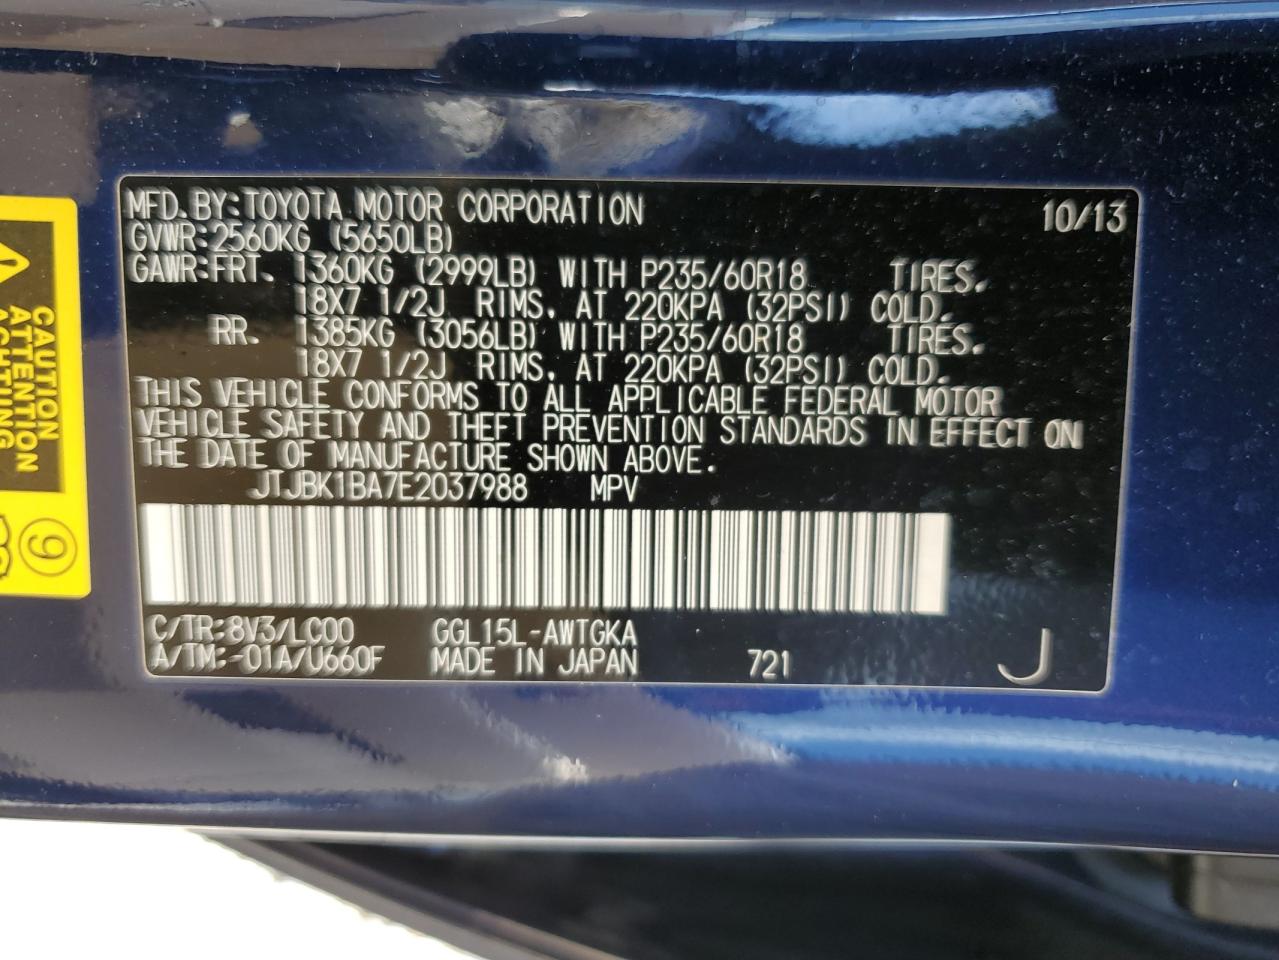 MFD. BY: TOYOTA MOTOR CORPORATION 10/13
GVWR: 2560KG (5650LB)
GAWR: FRT. 1360KG (2999LB) WITH P235/60R18 TIRES.
18X7 1/2J RIMS. AT 220KPA (32PSI) COLD.
RR. 1385KG (3056LB) WITH P235/60R18 TIRES.
18X7 1/2J RIMS. AT 220KPA (32PSI) COLD.
THIS VEHICLE CONFORMS TO ALL APPLICABLE FEDERAL MOTOR
VEHICLE SAFETY AND THEFT PREVENTION STANDARDS IN EFFECT ON
THE DATE OF MANUFACTURE SHOWN ABOVE.
JTJBK1BA7E2037988 MPV
C/TR: 8V3/LC00 GGL15L-AWTGKA
A/TM: -01A/U660F MADE IN JAPAN 721 J
CAUTION
ATTENTION
ACHTUNG
9